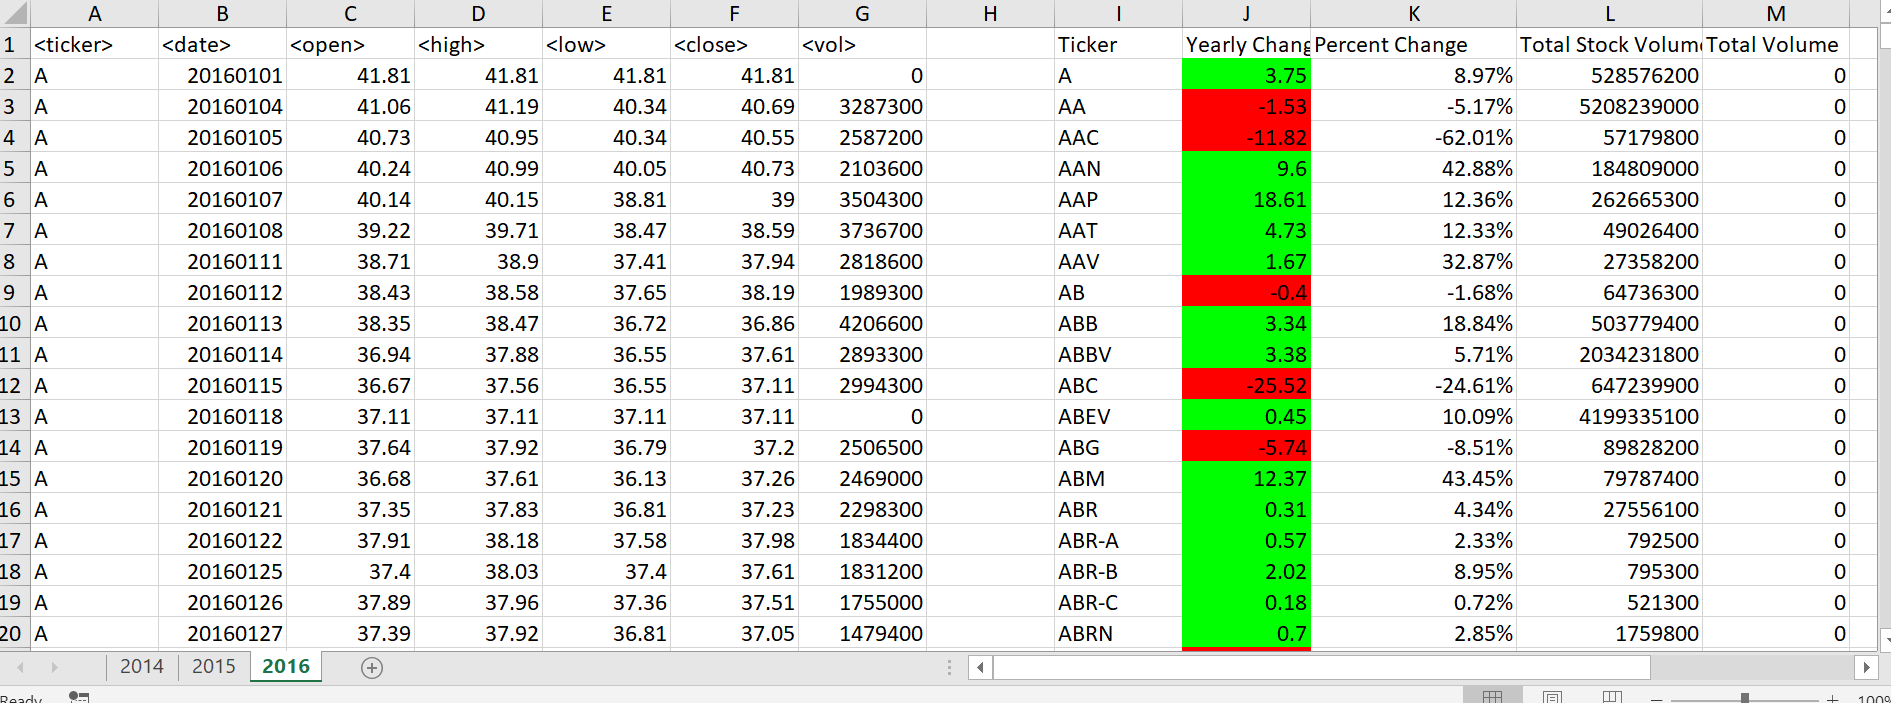 A B C D E F G H I J K L M
1 <ticker> <date> <open> <high> <low> <close> <vol> Ticker Yearly Chang Percent Change Total Stock Volum Total Volume
2 A 20160101 41.81 41.81 41.81 41.81 0 A 3.75 8.97% 528576200 0
3 A 20160104 41.06 41.19 40.34 40.69 3287300 AA -1.53 -5.17% 5208239000 0
4 A 20160105 40.73 40.95 40.34 40.55 2587200 AAC -11.82 -62.01% 57179800 0
5 A 20160106 40.24 40.99 40.05 40.73 2103600 AAN 9.6 42.88% 184809000 0
6 A 20160107 40.14 40.15 38.81 39 3504300 AAP 18.61 12.36% 262665300 0
7 A 20160108 39.22 39.71 38.47 38.59 3736700 AAT 4.73 12.33% 49026400 0
8 A 20160111 38.71 38.9 37.41 37.94 2818600 AAV 1.67 32.87% 27358200 0
9 A 20160112 38.43 38.58 37.65 38.19 1989300 AB -0.4 -1.68% 64736300 0
10 A 20160113 38.35 38.47 36.72 36.86 4206600 ABB 3.34 18.84% 503779400 0
11 A 20160114 36.94 37.88 36.55 37.61 2893300 ABBV 3.38 5.71% 2034231800 0
12 A 20160115 36.67 37.56 36.55 37.11 2994300 ABC -25.52 -24.61% 647239900 0
13 A 20160118 37.11 37.11 37.11 37.11 0 ABEV 0.45 10.09% 4199335100 0
14 A 20160119 37.64 37.92 36.79 37.2 2506500 ABG -5.74 -8.51% 89828200 0
15 A 20160120 36.68 37.61 36.13 37.26 2469000 ABM 12.37 43.45% 79787400 0
16 A 20160121 37.35 37.83 36.81 37.23 2298300 ABR 0.31 4.34% 27556100 0
17 A 20160122 37.91 38.18 37.58 37.98 1834400 ABR-A 0.57 2.33% 792500 0
18 A 20160125 37.4 38.03 37.4 37.61 1831200 ABR-B 2.02 8.95% 795300 0
19 A 20160126 37.89 37.96 37.36 37.51 1755000 ABR-C 0.18 0.72% 521300 0
20 A 20160127 37.39 37.92 36.81 37.05 1479400 ABRN 0.7 2.85% 1759800 0
2014 2015 2016
Ready 100%